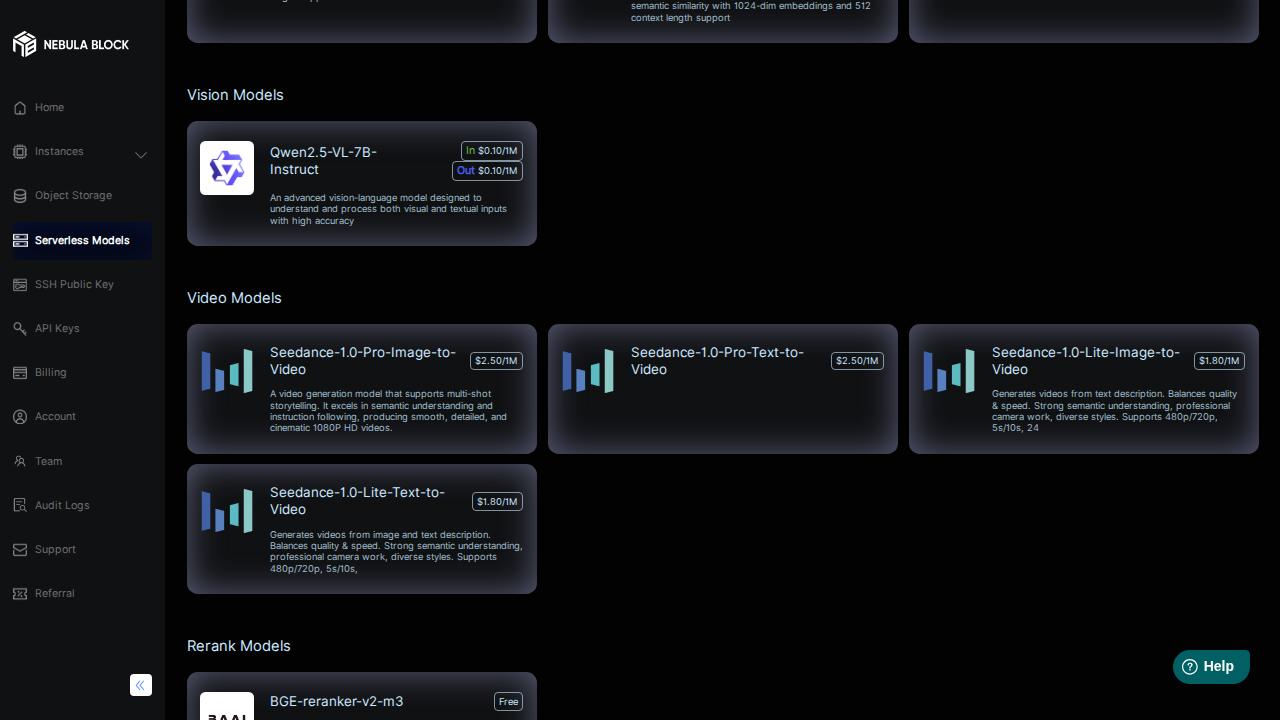 NEBULA BLOCK
Home
Instances
Object Storage
Serverless Models
SSH Public Key
API Keys
Billing
Account
Team
Audit Logs
Support
Referral
semantic similarity with 1024-dim embeddings and 512
context length support
Vision Models
Qwen2.5-VL-7B-
Instruct
In $0.10/1M
Out $0.10/1M
An advanced vision-language model designed to
understand and process both visual and textual inputs
with high accuracy
Video Models
Seedance-1.0-Pro-Image-to-
Video
$2.50/1M
A video generation model that supports multi-shot
storytelling. It excels in semantic understanding and
instruction following, producing smooth, detailed, and
cinematic 1080P HD videos.
Seedance-1.0-Pro-Text-to-
Video
$2.50/1M
Seedance-1.0-Lite-Image-to-
Video
$1.80/1M
Generates videos from text description. Balances quality
& speed. Strong semantic understanding, professional
camera work, diverse styles. Supports 480p/720p,
5s/10s, 24
Seedance-1.0-Lite-Text-to-
Video
$1.80/1M
Generates videos from image and text description.
Balances quality & speed. Strong semantic understanding,
professional camera work, diverse styles. Supports
480p/720p, 5s/10s,
Rerank Models
BGE-reranker-v2-m3
Free
Help